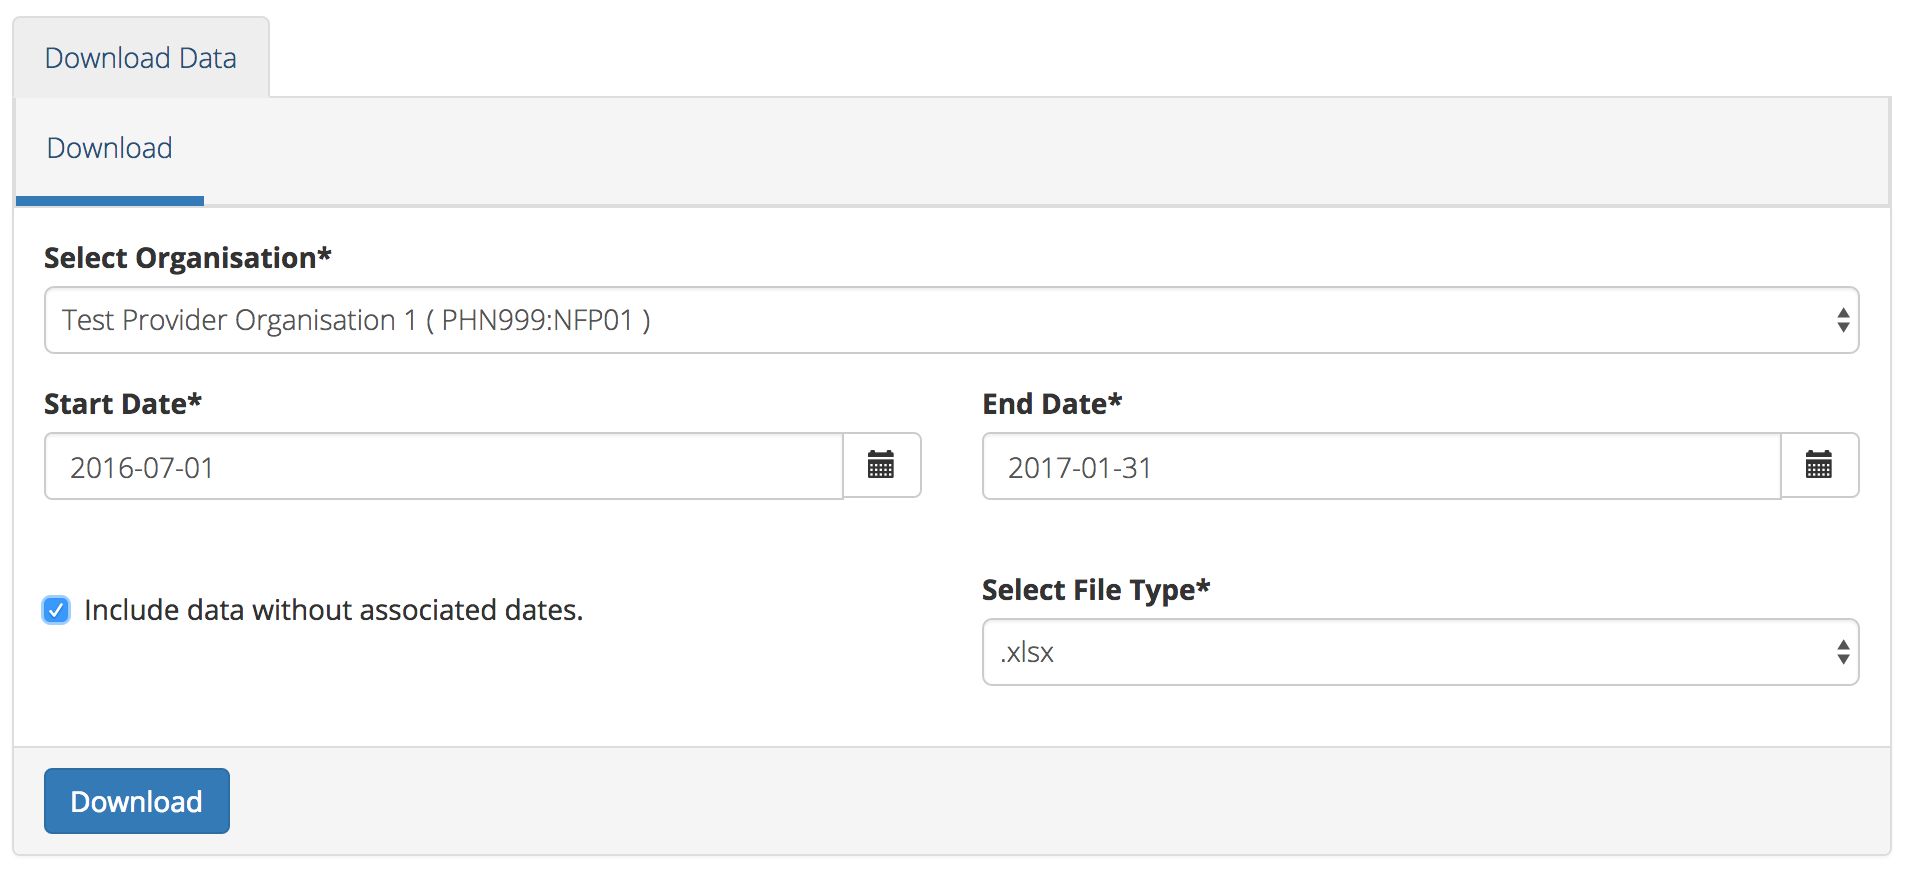 Download Data
Download
Select Organisation*
Test Provider Organisation 1 ( PHN999:NFP01 )
Start Date*
End Date*
2016-07-01
2017-01-31
Include data without associated dates.
Select File Type*
.xlsx
Download